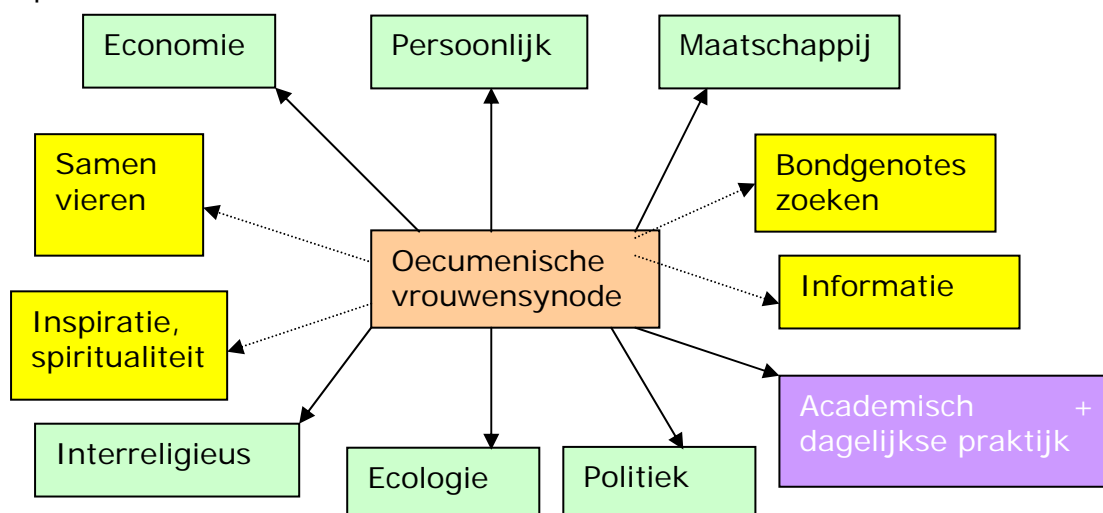 Economie
Persoonlijk
Maatschappij
Samen
vieren
Bondgenotes
zoeken
Oecumenische
vrouwensynode
Informatie
Inspiratie,
spiritualiteit
Academisch +
dagelijkse praktijk
Interreligieus
Ecologie
Politiek